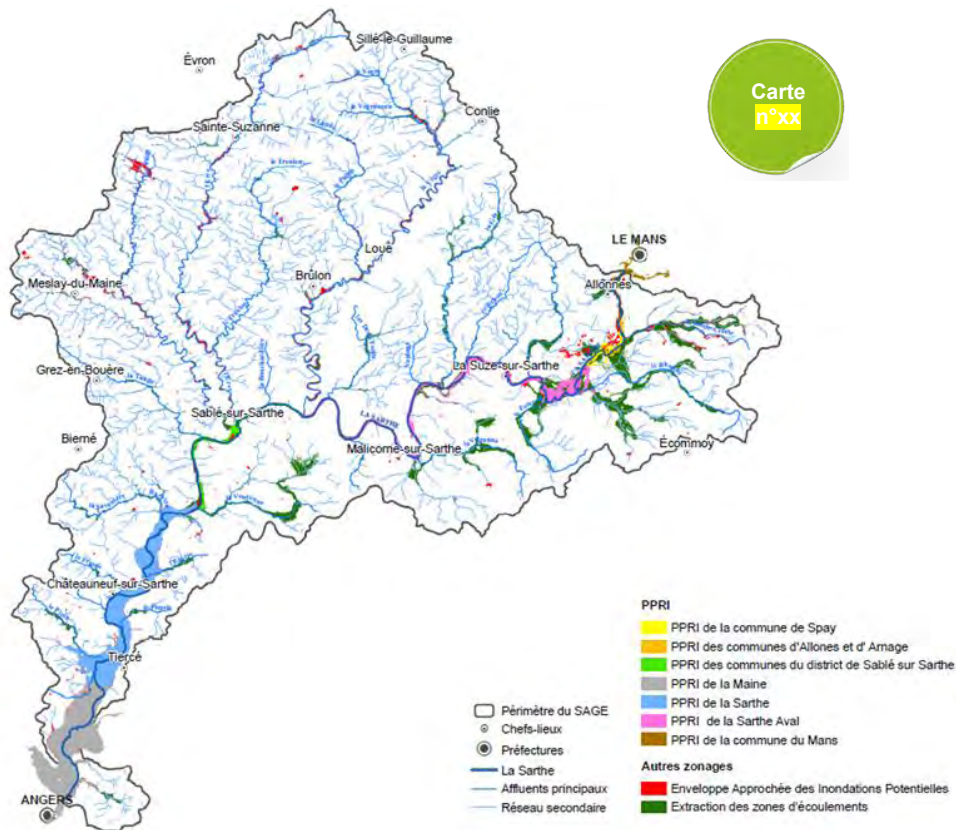 Sillé-le-Guillaume
Évron
Carte
n°xx
Conlie
Sainte-Suzanne
LE MANS
Loué
Allonnes
Brûlon
Meslay-du-Maine
La Suze-sur-Sarthe
Grez-en-Bouère
Sablé-sur-Sarthe
LA SARTHE
Bierné
Malicorne-sur-Sarthe
Écommoy
Châteauneuf-sur-Sarthe
Tiercé
ANGERS
Périmètre du SAGE
Chefs-lieux
Préfectures
La Sarthe
Affluents principaux
Réseau secondaire
PPRI
PPRI de la commune de Spay
PPRI des communes d'Allones et d' Arnage
PPRI des communes du district de Sablé sur Sarthe
PPRI de la Maine
PPRI de la Sarthe
PPRI de la Sarthe Aval
PPRI de la commune du Mans
Autres zonages
Enveloppe Approchée des Inondations Potentielles
Extraction des zones d'écoulements